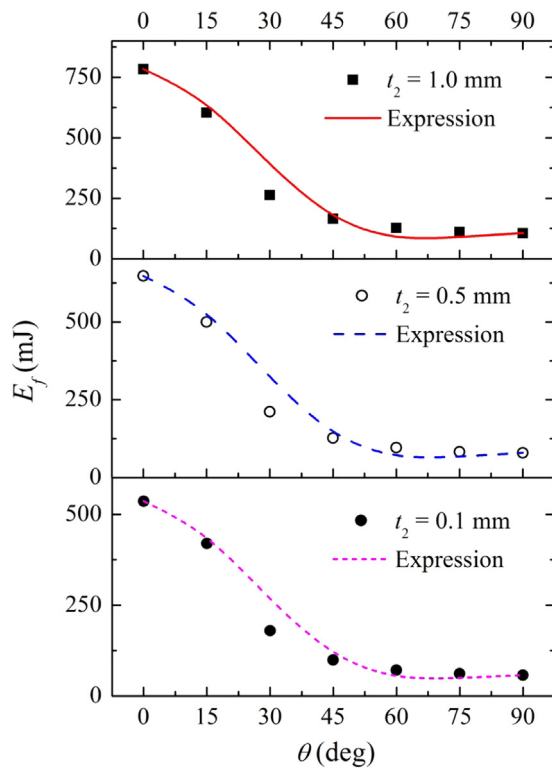 0 15 30 45 60 75 90
750
500
250
0
t₂ = 1.0 mm
Expression
500
250
0
t₂ = 0.5 mm
Expression
E_f (mJ)
500
250
0
t₂ = 0.1 mm
Expression
0 15 30 45 60 75 90
θ (deg)